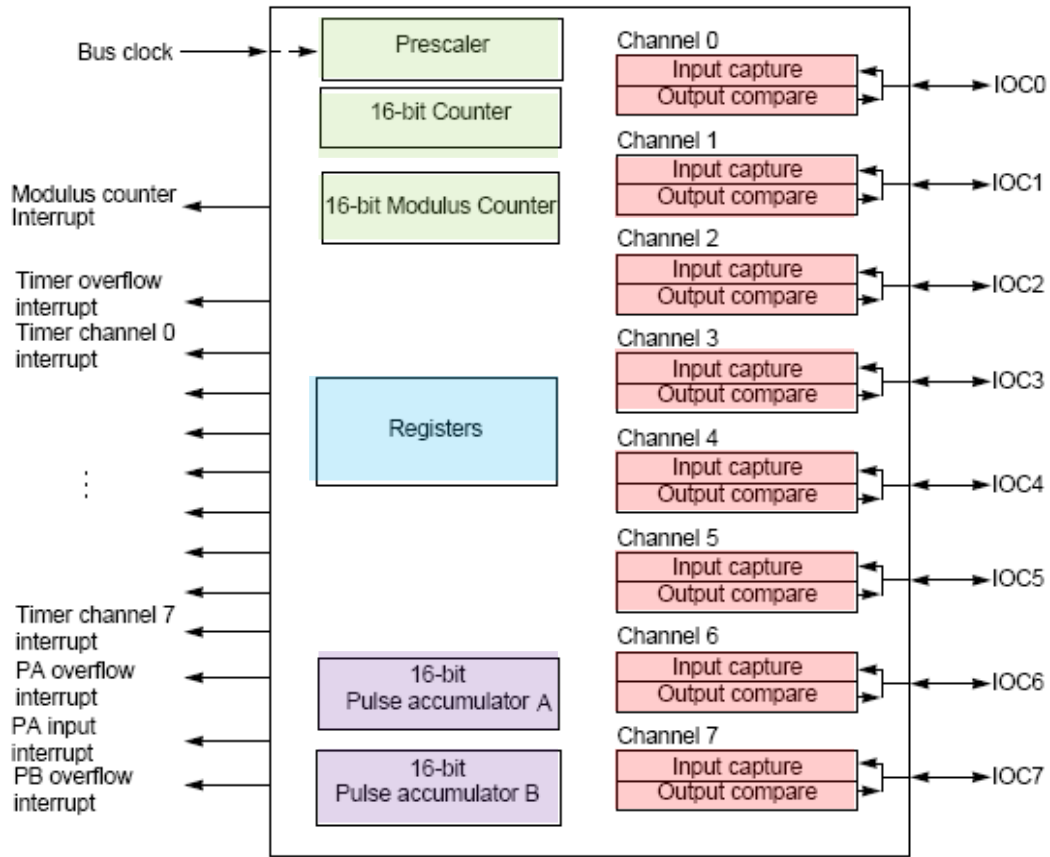 Bus clock
Modulus counter
Interrupt
Timer overflow
interrupt
Timer channel 0
interrupt
⋮
Timer channel 7
interrupt
PA overflow
interrupt
PA input
interrupt
PB overflow
interrupt
Prescaler
16-bit Counter
16-bit Modulus Counter
Registers
16-bit
Pulse accumulator A
16-bit
Pulse accumulator B
Channel 0
Input capture
Output compare
IOC0
Channel 1
Input capture
Output compare
IOC1
Channel 2
Input capture
Output compare
IOC2
Channel 3
Input capture
Output compare
IOC3
Channel 4
Input capture
Output compare
IOC4
Channel 5
Input capture
Output compare
IOC5
Channel 6
Input capture
Output compare
IOC6
Channel 7
Input capture
Output compare
IOC7